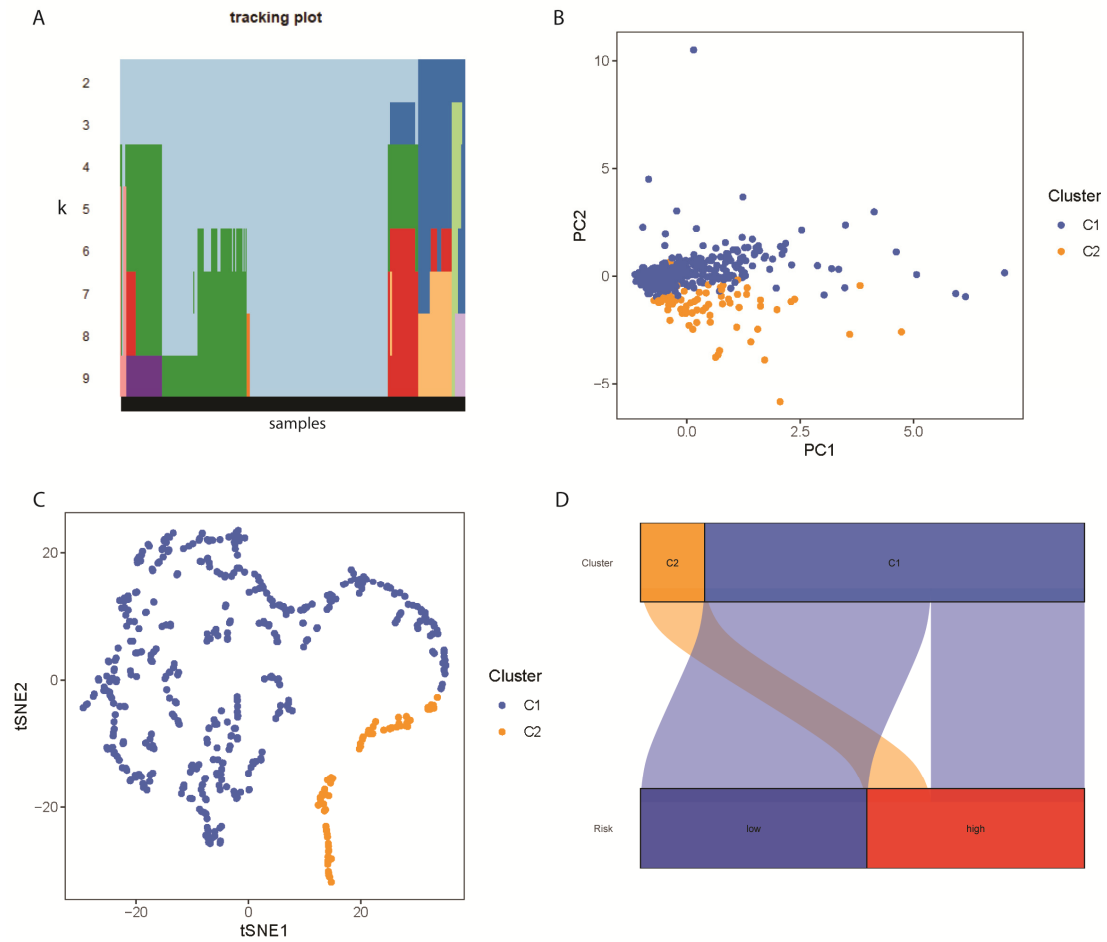 A
tracking plot
2
3
4
5
6
7
8
9
k
samples
B
10
5
0
−5
0.0
2.5
5.0
PC2
PC1
Cluster
C1
C2
C
20
0
−20
−20
0
20
tSNE2
tSNE1
Cluster
C1
C2
D
Cluster
C2
C1
Risk
low
high